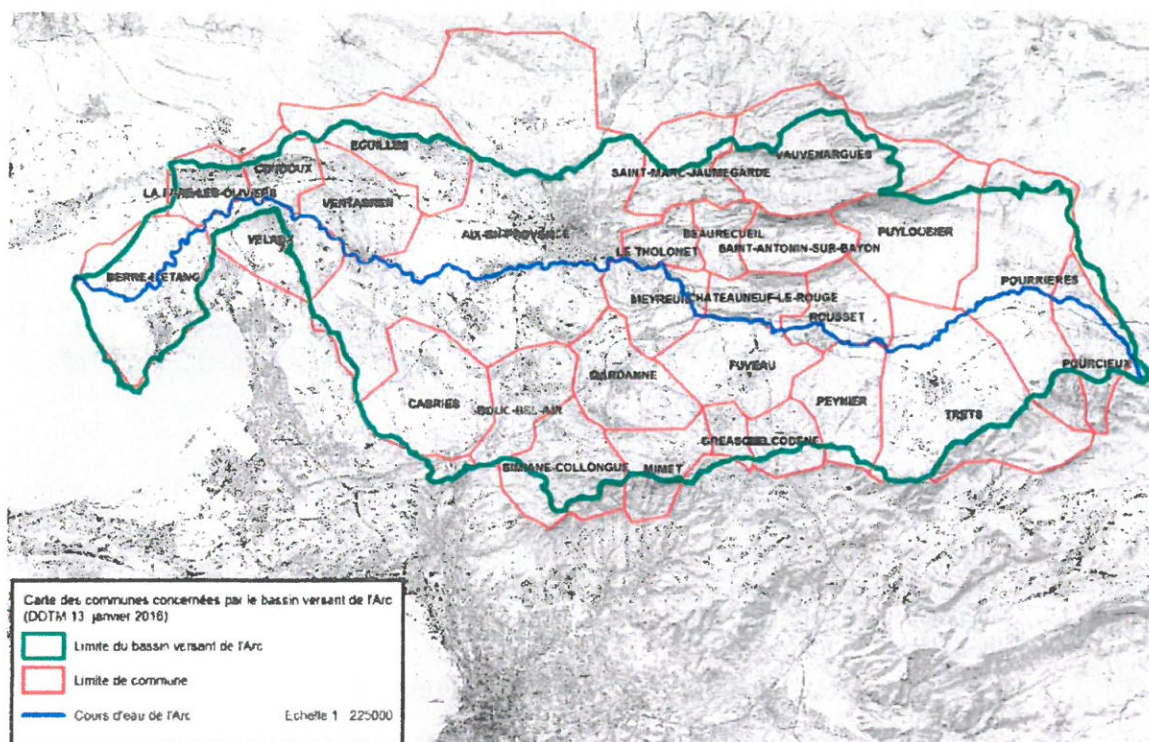 EGUILLES
VAUVENARGUES
COUDOUX
SAINT-MARC-JAUMEGARDE
LA FARE-LES-OLIVIERS
VENTABREN
AIX-EN-PROVENCE
BEAURECUEIL
PUYLOUBIER
VELAUX
LE THOLONET
SAINT-ANTONIN-SUR-BAYON
BERRE-L'ETANG
POURRIERES
MEYREUIL
CHATEAUNEUF-LE-ROUGE
ROUSSET
POURCIEUX
FUVEAU
GARDANNE
PEYNIER
CABRIES
BOUC-BEL-AIR
TRETS
GREASQUE
BELCODENE
SIMIANE-COLLONGUE
MIMET
Carte des communes concernées par le bassin versant de l'Arc
(DDTM 13 janvier 2016)
Limite du bassin versant de l'Arc
Limite de commune
Cours d'eau de l'Arc Echelle 1 225000